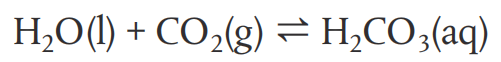 H₂O(l) + CO₂(g) ⇌ H₂CO₃(aq)